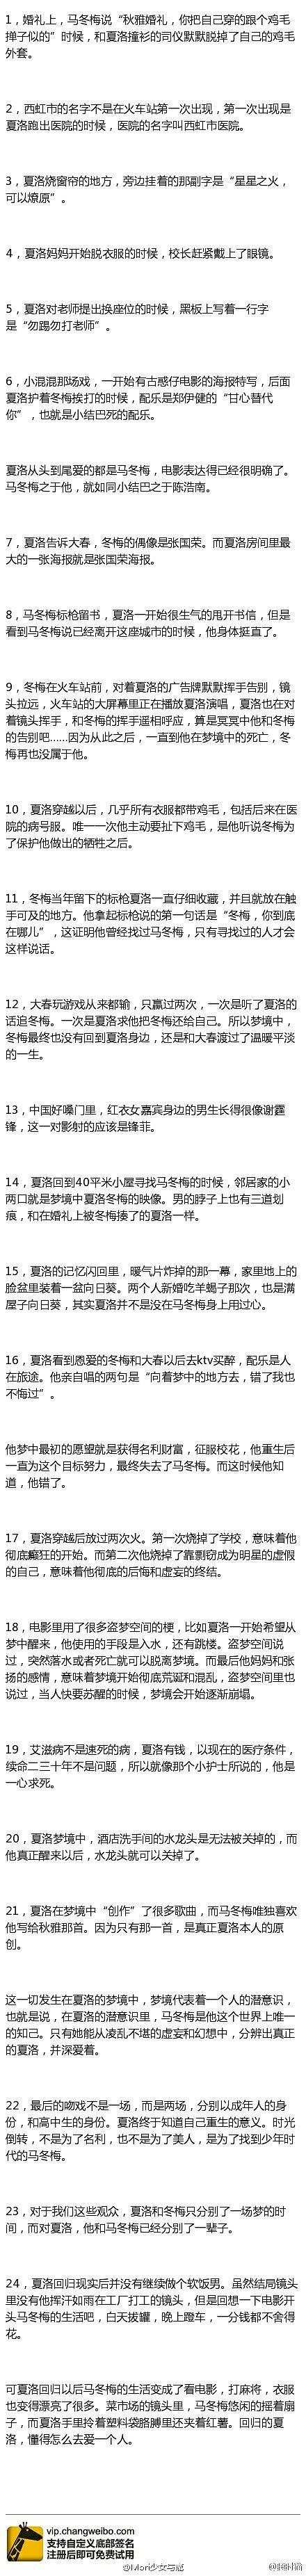 1，婚礼上，马冬梅说“秋雅婚礼，你把自己穿的跟个鸡毛
掸子似的”时候，和夏洛撞衫的司仪默默脱掉了自己的鸡毛
外套。
2，西虹市的名字不是在火车站第一次出现，第一次出现是
夏洛跑出医院的时候，医院的名字叫西虹市医院。
3，夏洛烧窗帘的地方，旁边挂着的那副字是“星星之火，
可以燎原”。
4，夏洛妈妈开始脱衣服的时候，校长赶紧戴上了眼镜。
5，夏洛对老师提出换座位的时候，黑板上写着一行字
是“勿踢勿打老师”。
6，小混混那场戏，一开始有古惑仔电影的海报特写，后面
夏洛护着冬梅挨打的时候，配乐是郑伊健的“甘心替代
你”，也就是小结巴死的配乐。
夏洛从头到尾爱的都是马冬梅，电影表达得已经很明确了。
马冬梅之于他，就如同小结巴之于陈浩南。
7，夏洛告诉大春，冬梅的偶像是张国荣。而夏洛房间里最
大的一张海报就是张国荣海报。
8，马冬梅标枪留书，夏洛一开始很生气的甩开书信，但是
看到马冬梅说已经离开这座城市的时候，他身体挺直了。
9，冬梅在火车站前，对着夏洛的广告牌默默挥手告别，镜
头拉远，火车站的大屏幕里正在播放夏洛演唱，夏洛也在对
着镜头挥手，和冬梅的挥手遥相呼应，算是冥冥中他和冬梅
的告别吧……因为从此之后，一直到他在梦境中的死亡，冬
梅再也没属于他。
10，夏洛穿越以后，几乎所有衣服都带鸡毛，包括后来在医
院的病号服。唯一一次他主动要扯下鸡毛，是他听说冬梅为
了保护他做出的牺牲之后。
11，冬梅当年留下的标枪夏洛一直仔细收藏，并且就放在触
手可及的地方。他拿起标枪说的第一句话是“冬梅，你到底
在哪儿”，这证明他曾经找过马冬梅，只有寻找过的人才会
这样说话。
12，大春玩游戏从来都输，只赢过两次，一次是听了夏洛的
话追冬梅。一次是夏洛求他把冬梅还给自己。所以梦境中，
冬梅最终也没有回到夏洛身边，还是和大春渡过了温暖平淡
的一生。
13，中国好嗓门里，红衣女嘉宾身边的男生长得很像谢霆
锋，这一对影射的应该是锋菲。
14，夏洛回到40平米小屋寻找马冬梅的时候，邻居家的小
两口就是梦境中夏洛冬梅的映像。男的脖子上也有三道划
痕，和在婚礼上被冬梅揍了的夏洛一样。
15，夏洛的记忆闪回里，暖气片炸掉的那一幕，家里地上的
脸盆里装着一盆向日葵。两个人新婚吃羊蝎子那次，也是满
屋子向日葵，其实夏洛并不是没在马冬梅身上用过心。
16，夏洛看到恩爱的冬梅和大春以后去ktv买醉，配乐是人
在旅途。他亲自唱的两句是“向着梦中的地方去，错了我也
不悔过”。
他梦中最初的愿望就是获得名利财富，征服校花，他重生后
一直为这个目标努力，最终失去了马冬梅。而这时候他知
道，他错了。
17，夏洛穿越后放过两次火。第一次烧掉了学校，意味着他
彻底癫狂的开始。而第二次他烧掉了靠剽窃成为明星的虚假
的自己，意味着他彻底的后悔和虚妄的终结。
18，电影里用了很多盗梦空间的梗，比如夏洛一开始希望从
梦中醒来，他使用的手段是入水，还有跳楼。盗梦空间说
过，突然落水或者死亡就可以脱离梦境。而最后他妈妈和张
扬的感情，意味着梦境开始彻底荒诞和混乱，盗梦空间里也
说过，当人快要苏醒的时候，梦境会开始逐渐崩塌。
19，艾滋病不是速死的病，夏洛有钱，以现在的医疗条件，
续命二三十年不是问题，所以就像那个小护士所说的，他是
一心求死。
20，夏洛梦境中，酒店洗手间的水龙头是无法被关掉的，而
他真正醒来以后，水龙头就可以关掉了。
21，夏洛在梦境中“创作”了很多歌曲，而马冬梅唯独喜欢
他写给秋雅那首。因为只有那一首，是真正夏洛本人的原
创。
这一切发生在夏洛的梦境中，梦境代表着一个人的潜意识，
也就是说，在夏洛的潜意识里，马冬梅是他这个世界上唯一
的知己。只有她能从凌乱不堪的虚妄和幻想中，分辨出真正
的夏洛，并深爱着。
22，最后的吻戏不是一场，而是两场，分别以成年人的身
份，和高中生的身份。夏洛终于知道自己重生的意义。时光
倒转，不是为了名利，也不是为了美人，是为了找到少年时
代的马冬梅。
23，对于我们这些观众，夏洛和冬梅只分别了一场梦的时
间，而对夏洛，他和马冬梅已经分别了一辈子。
24，夏洛回归现实后并没有继续做个软饭男。虽然结局镜头
里没有他挥汗如雨在工厂打工的镜头，但是回想一下电影开
头马冬梅的生活吧，白天拔罐，晚上蹬车，一分钱都不舍得
花。
可夏洛回归以后马冬梅的生活变成了看电影，打麻将，衣服
也变得漂亮了很多。菜市场的镜头里，马冬梅悠闲的摇着扇
子，而夏洛手里拎着塑料袋胳膊里还夹着红薯。回归的夏
洛，懂得怎么去爱一个人。
vip.changweibo.com
支持自定义底部签名
注册后即可免费试用